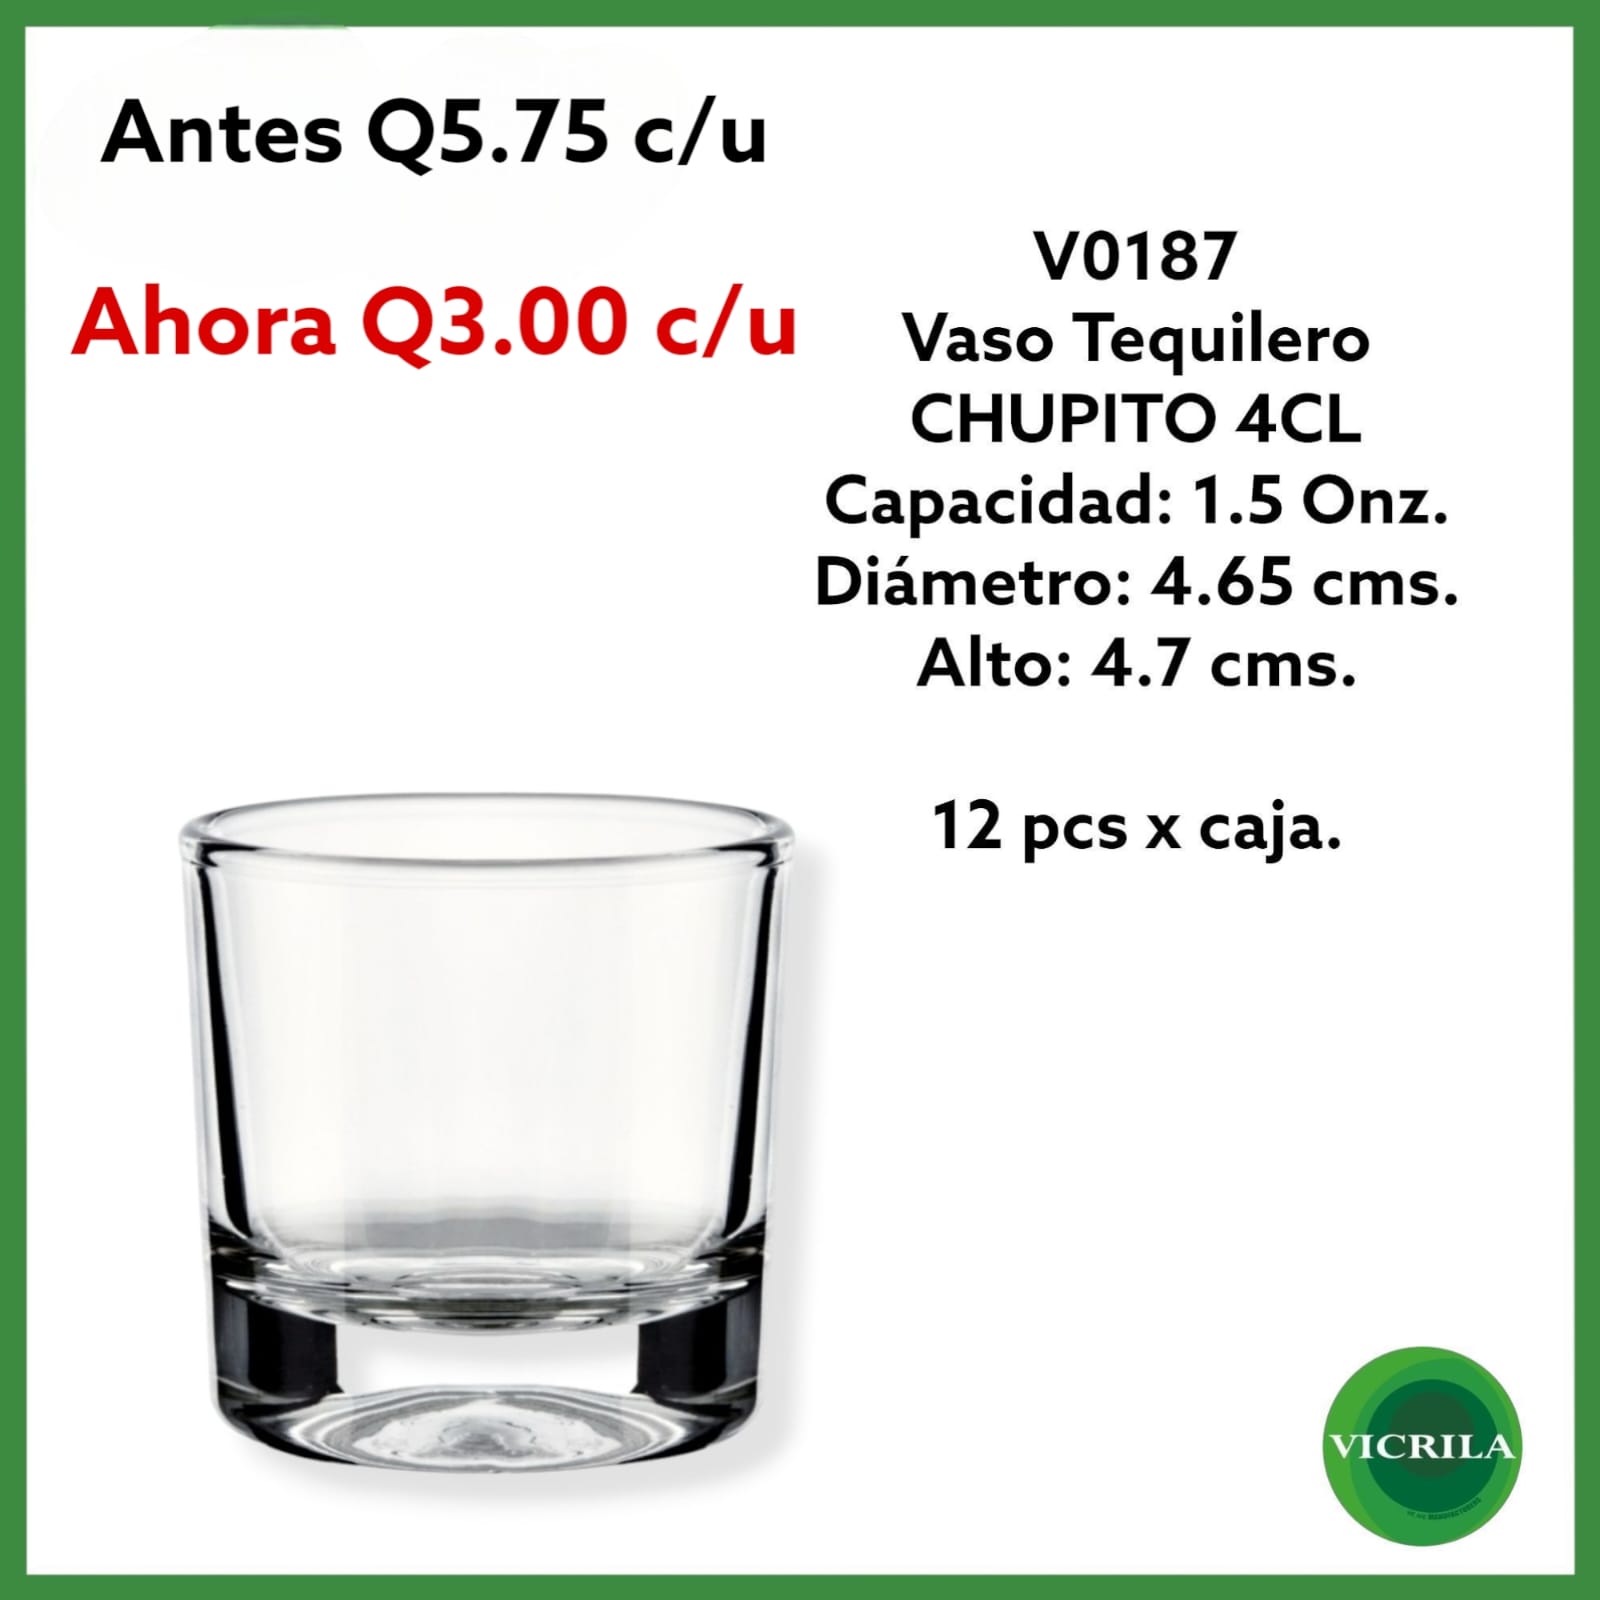 Antes Q5.75 c/u
Ahora Q3.00 c/u
V0187
Vaso Tequilero
CHUPITO 4CL
Capacidad: 1.5 Onz.
Diámetro: 4.65 cms.
Alto: 4.7 cms.
12 pcs x caja.
VICRILA